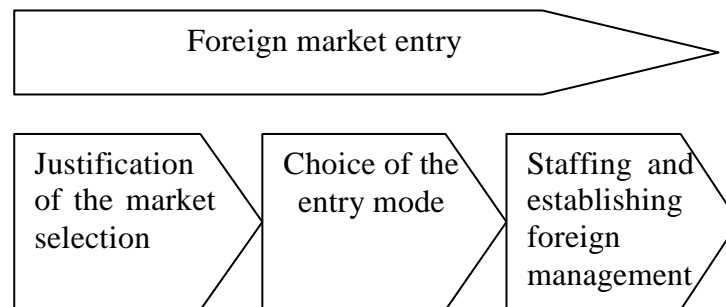 Foreign market entry
Justification
of the market
selection
Choice of the
entry mode
Staffing and
establishing
foreign
management